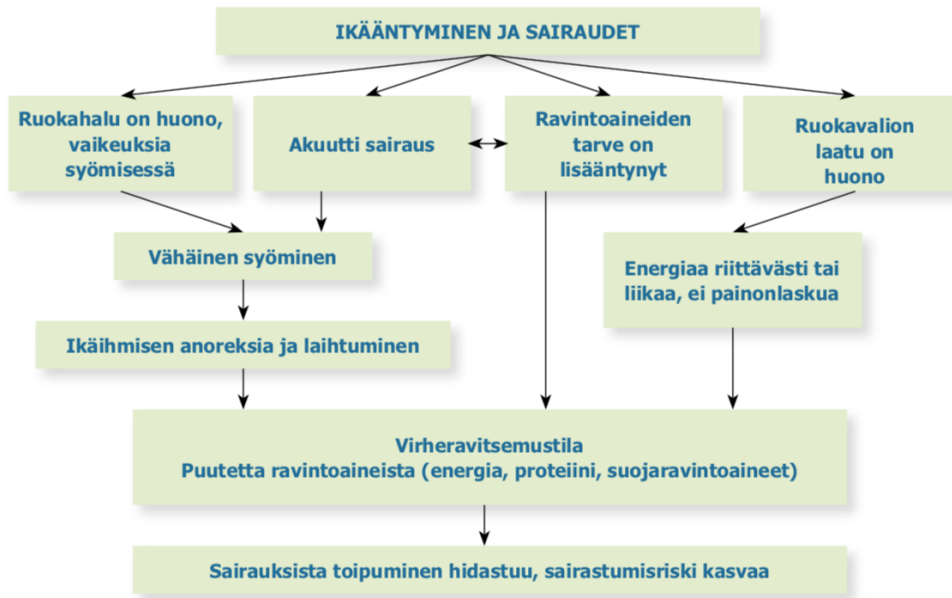 IKÄÄNTYMINEN JA SAIRAUDET
Ruokahalu on huono,
vaikeuksia
syömisessä
Akuutti sairaus
Ravintoaineiden
tarve on
lisääntynyt
Ruokavalion
laatu on
huono
Vähäinen syöminen
Energiaa riittävästi tai
liikaa, ei painonlaskua
Ikäihmisen anoreksia ja laihtuminen
Virheravitsemustila
Puutetta ravintoaineista (energia, proteiini, suojaravintoaineet)
Sairauksista toipuminen hidastuu, sairastumisriski kasvaa